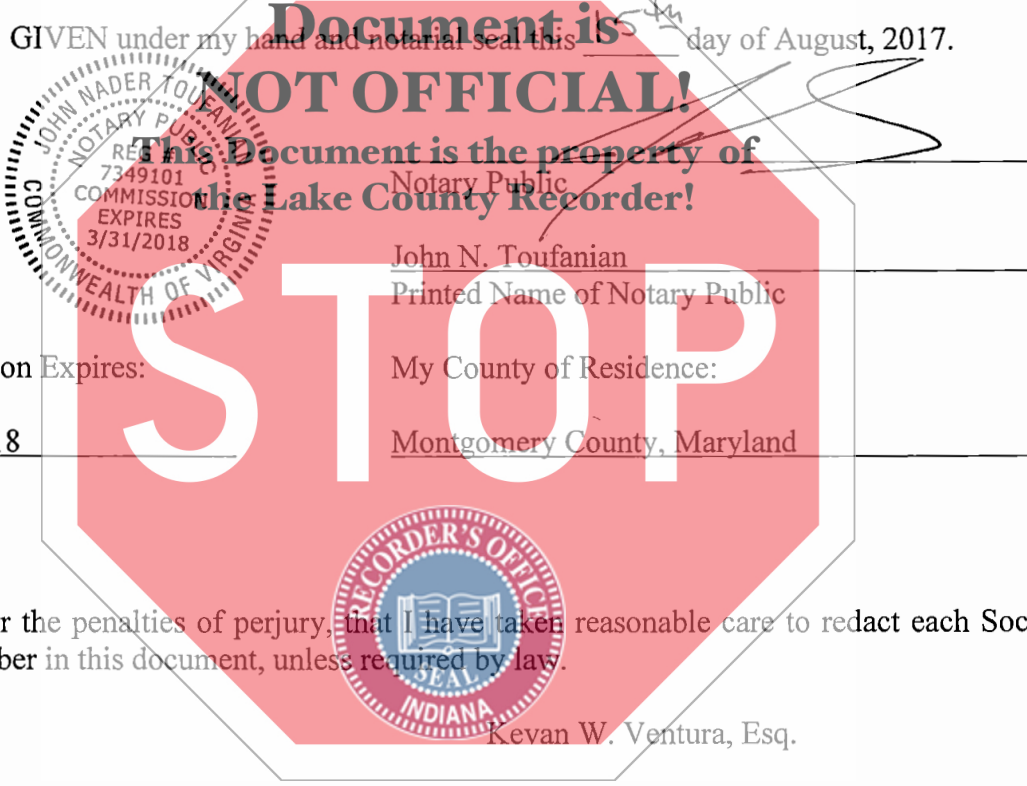 Document is
GIVEN under my hand and notarial seal this 15th day of August, 2017.
NOT OFFICIAL!
This Document is the property of
the Lake County Recorder!
JOHN NADER TOUFANIAN
NOTARY PUBLIC
REG #
7349101
COMMISSION
EXPIRES
3/31/2018
COMMONWEALTH OF VIRGINIA
Notary Public
John N. Toufanian
Printed Name of Notary Public
STOP
on Expires:
My County of Residence:
8
Montgomery County, Maryland
RECORDER'S OFFICE
SEAL
INDIANA
r the penalties of perjury, that I have taken reasonable care to redact each Soc
ber in this document, unless required by law.
Kevan W. Ventura, Esq.